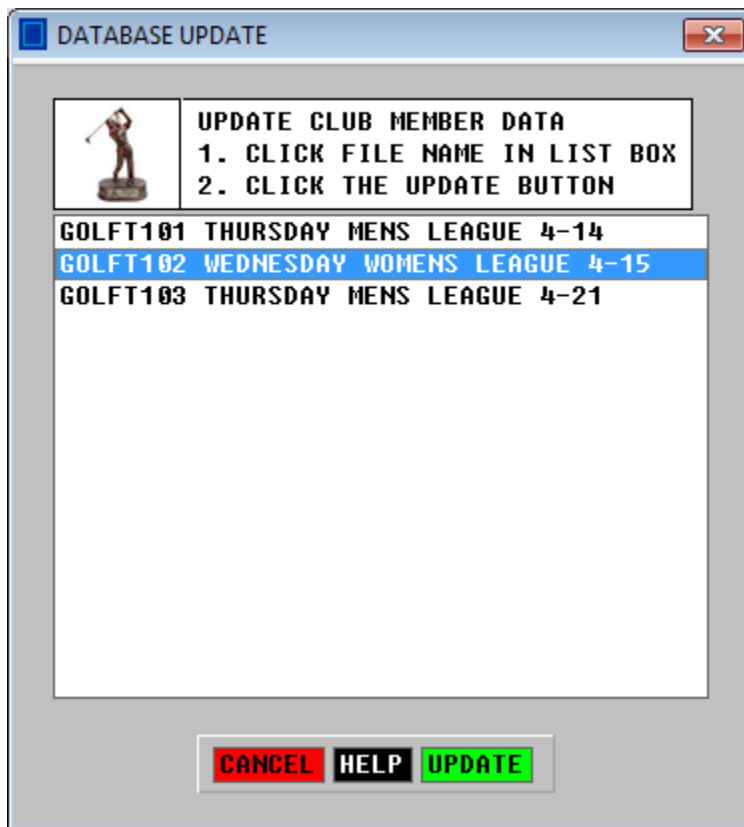 DATABASE UPDATE
UPDATE CLUB MEMBER DATA
1. CLICK FILE NAME IN LIST BOX
2. CLICK THE UPDATE BUTTON
GOLFT101 THURSDAY MENS LEAGUE 4-14
GOLFT102 WEDNESDAY WOMENS LEAGUE 4-15
GOLFT103 THURSDAY MENS LEAGUE 4-21
CANCEL HELP UPDATE